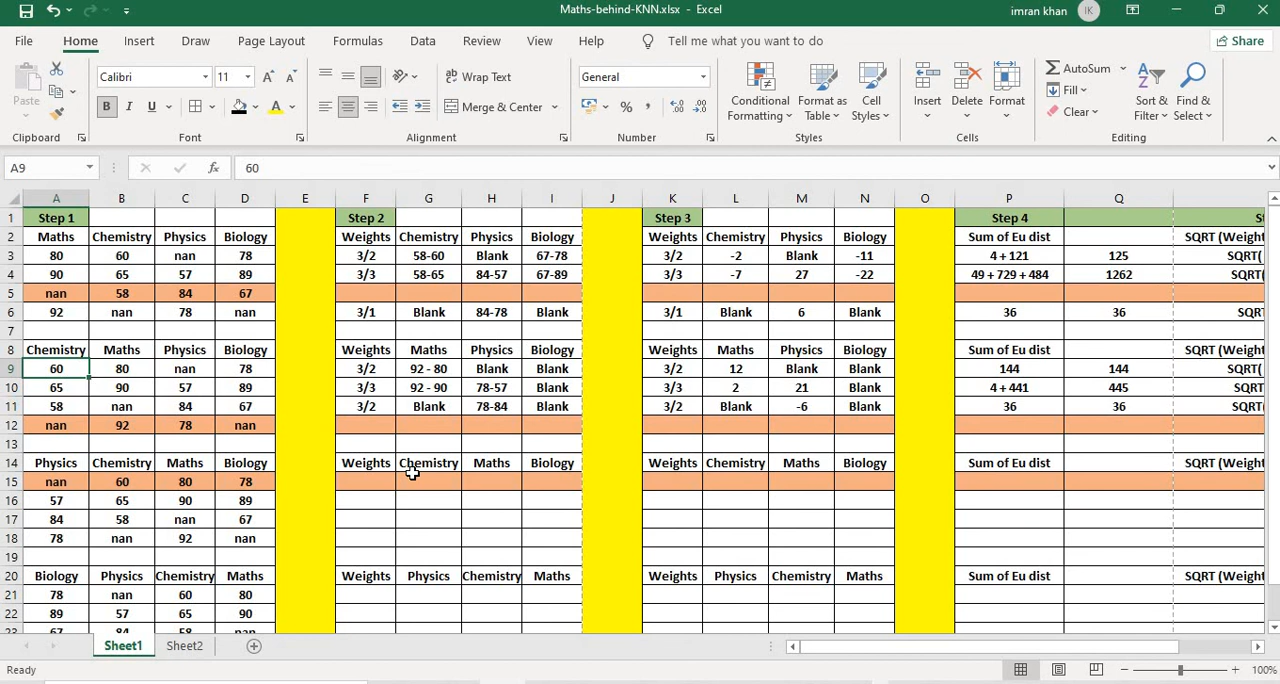 Maths-behind-KNN.xlsx - Excel
imran khan IK
File Home Insert Draw Page Layout Formulas Data Review View Help Tell me what you want to do Share
Paste
Calibri 11 A A
B I U A
Wrap Text
Merge & Center
General
% ,
Conditional Formatting
Format as Table
Cell Styles
Insert Delete Format
AutoSum
Fill
Clear
Sort & Filter
Find & Select
Clipboard Font Alignment Number Styles Cells Editing
A9 fx 60
A B C D E F G H I J K L M N O P Q
1 Step 1 Step 2 Step 3 Step 4 St
2 Maths Chemistry Physics Biology Weights Chemistry Physics Biology Weights Chemistry Physics Biology Sum of Eu dist SQRT (Weight
3 80 60 nan 78 3/2 58-60 Blank 67-78 3/2 -2 Blank -11 4 + 121 125 SQRT(
4 90 65 57 89 3/3 58-65 84-57 67-89 3/3 -7 27 -22 49 + 729 + 484 1262 SQRT(
5 nan 58 84 67
6 92 nan 78 nan 3/1 Blank 84-78 Blank 3/1 Blank 6 Blank 36 36 SQRT
7
8 Chemistry Maths Physics Biology Weights Maths Physics Biology Weights Maths Physics Biology Sum of Eu dist SQRT (Weight
9 60 80 nan 78 3/2 92 - 80 Blank Blank 3/2 12 Blank Blank 144 144 SQRT(
10 65 90 57 89 3/3 92 - 90 78-57 Blank 3/3 2 21 Blank 4 + 441 445 SQRT
11 58 nan 84 67 3/2 Blank 78-84 Blank 3/2 Blank -6 Blank 36 36 SQRT(
12 nan 92 78 nan
13
14 Physics Chemistry Maths Biology Weights Chemistry Maths Biology Weights Chemistry Maths Biology Sum of Eu dist SQRT (Weight
15 nan 60 80 78
16 57 65 90 89
17 84 58 nan 67
18 78 nan 92 nan
19
20 Biology Physics Chemistry Maths Weights Physics Chemistry Maths Weights Physics Chemistry Maths Sum of Eu dist SQRT (Weight
21 78 nan 60 80
22 89 57 65 90
23 67 84 58 nan
Sheet1 Sheet2
Ready 100%